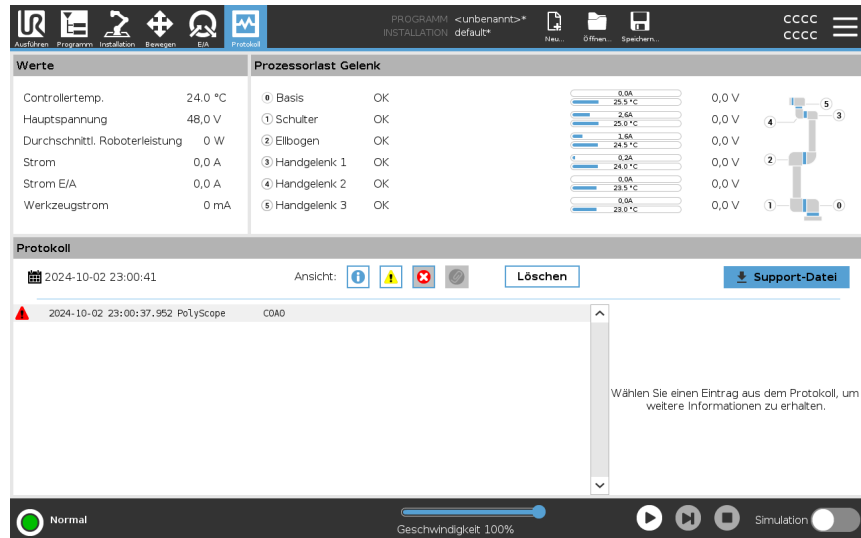 PROGRAMM <unbenannt>*
INSTALLATION default*
Ausführen Programm Installation Bewegen E/A Protokoll
Neu... Öffnen... Speichern...
CCCC
CCCC
Werte
Controllertemp. 24.0 °C
Hauptspannung 48,0 V
Durchschnittl. Roboterleistung 0 W
Strom 0,0 A
Strom E/A 0,0 A
Werkzeugstrom 0 mA
Prozessorlast Gelenk
0 Basis OK 0,0A 25.5 °C 0,0 V
1 Schulter OK 2,6A 25.0 °C 0,0 V
2 Ellbogen OK 1,6A 24.5 °C 0,0 V
3 Handgelenk 1 OK 0,2A 24.0 °C 0,0 V
4 Handgelenk 2 OK 0,0A 23.5 °C 0,0 V
5 Handgelenk 3 OK 0,0A 23.0 °C 0,0 V
5
4 3
2
1 0
Protokoll
2024-10-02 23:00:41 Ansicht: Löschen Support-Datei
2024-10-02 23:00:37.952 PolyScope C0A0
Wählen Sie einen Eintrag aus dem Protokoll, um
weitere Informationen zu erhalten.
Normal
Geschwindigkeit 100%
Simulation